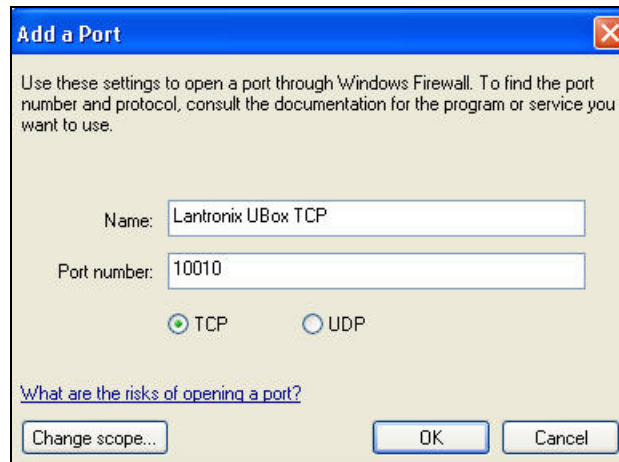 Add a Port
Use these settings to open a port through Windows Firewall. To find the port
number and protocol, consult the documentation for the program or service you
want to use.
Name: Lantronix UBox TCP
Port number: 10010
TCP UDP
What are the risks of opening a port?
Change scope... OK Cancel